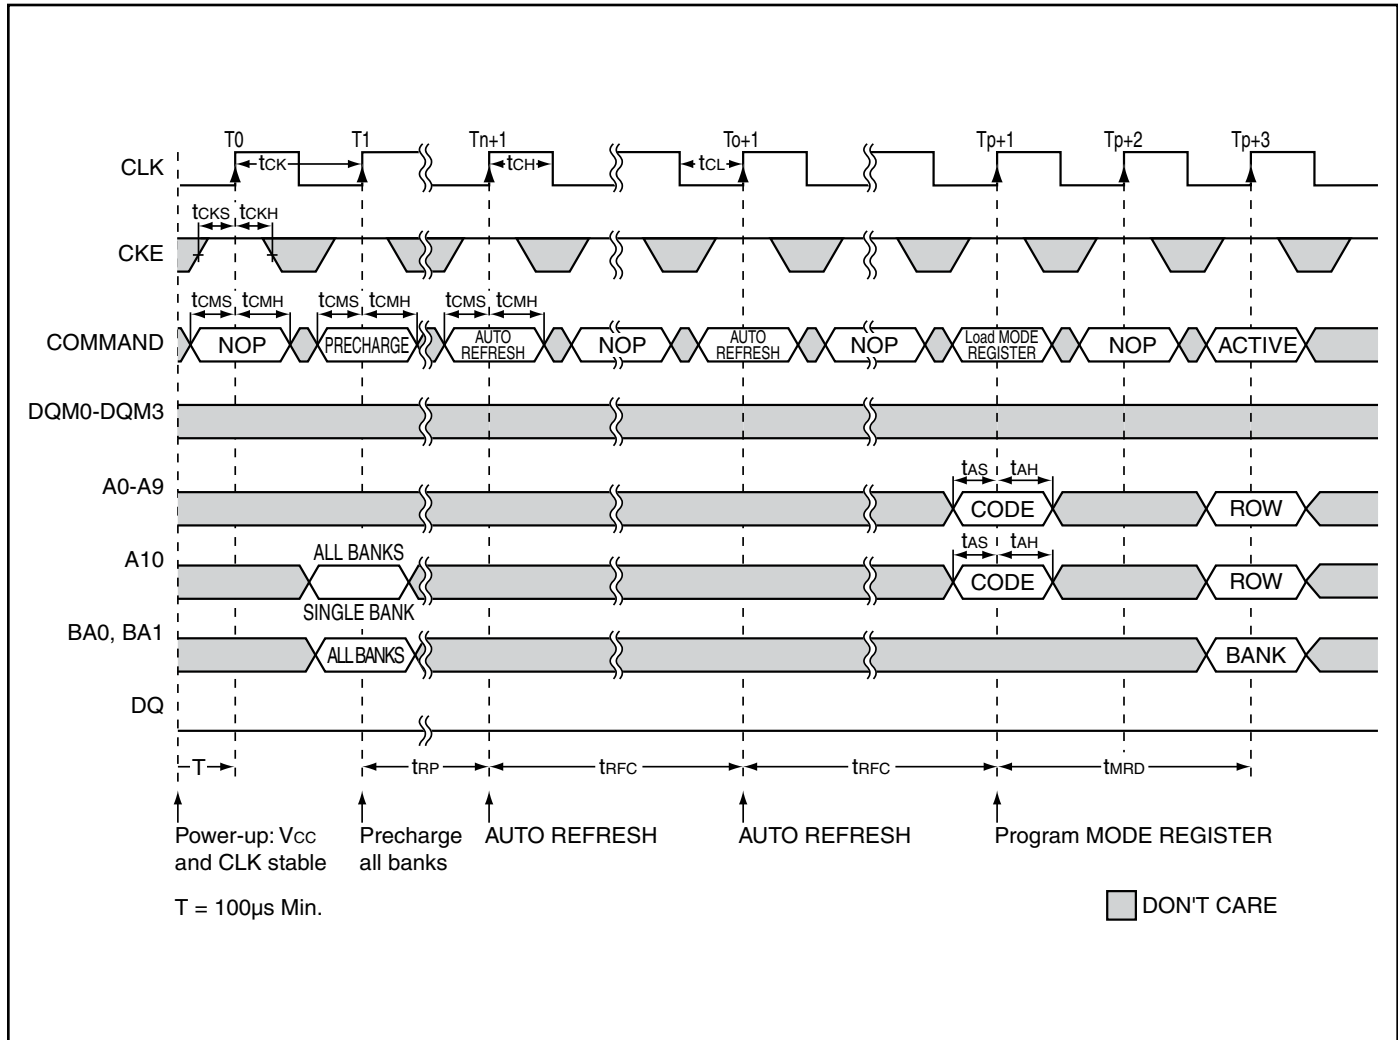 T0 T1 Tn+1 To+1 Tp+1 Tp+2 Tp+3
CLK tCK tCH tCL
tCKS tCKH
CKE
tCMS tCMH tCMS tCMH tCMS tCMH
COMMAND NOP PRECHARGE AUTO REFRESH NOP AUTO REFRESH NOP Load MODE REGISTER NOP ACTIVE
DQM0-DQM3
tAS tAH
A0-A9 CODE ROW
ALL BANKS tAS tAH
A10 CODE ROW
SINGLE BANK
BA0, BA1 ALL BANKS BANK
DQ
T tRP tRFC tRFC tMRD
Power-up: VCC
and CLK stable
Precharge
all banks
AUTO REFRESH
AUTO REFRESH
Program MODE REGISTER
T = 100µs Min.
DON'T CARE